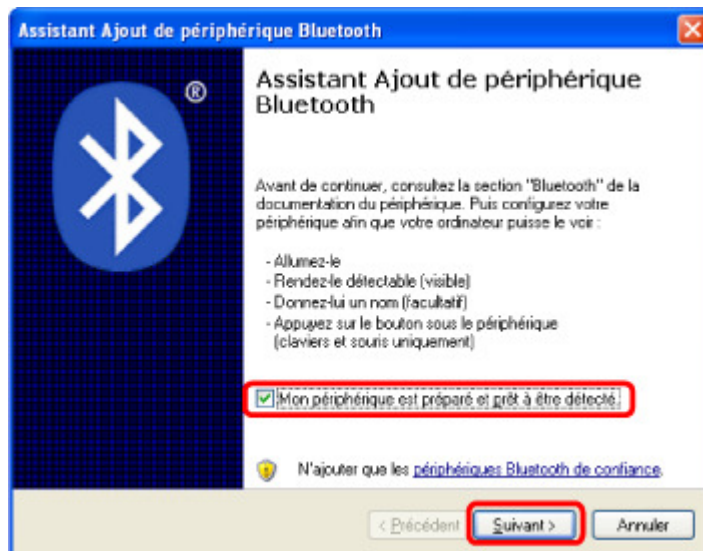 Assistant Ajout de périphérique Bluetooth
®
Assistant Ajout de périphérique
Bluetooth
Avant de continuer, consultez la section "Bluetooth" de la
documentation du périphérique. Puis configurez votre
périphérique afin que votre ordinateur puisse le voir :
- Allumez-le
- Rendez-le détectable (visible)
- Donnez-lui un nom (facultatif)
- Appuyez sur le bouton sous le périphérique
(claviers et souris uniquement)
Mon périphérique est préparé et prêt à être détecté.
N'ajouter que les périphériques Bluetooth de confiance.
< Précédent
Suivant >
Annuler